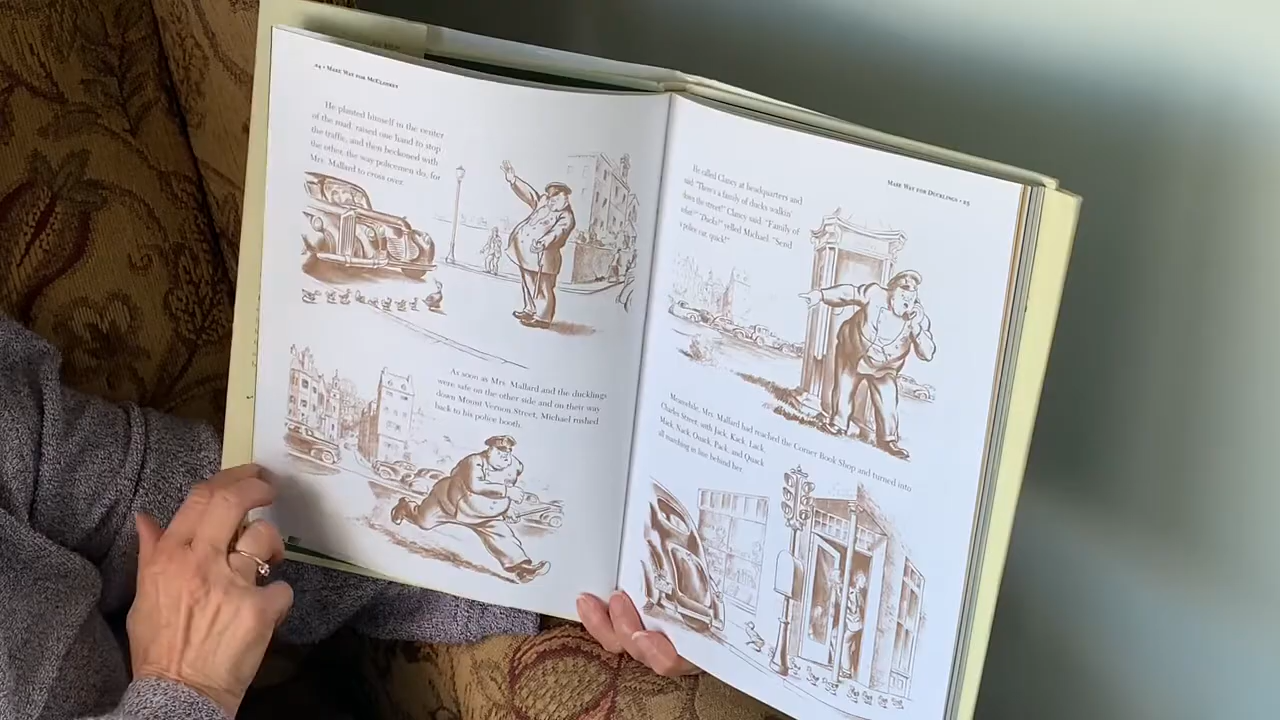 24 • Make Way for McCloskey
He planted himself in the center
of the road, raised one hand to stop
the traffic, and then beckoned with
the other, the way policemen do, for
Mrs. Mallard to cross over.
As soon as Mrs. Mallard and the ducklings
were safe on the other side and on their way
down Mount Vernon Street, Michael rushed
back to his police booth.
Make Way for Ducklings • 25
He called Clancy at headquarters and
said: "There's a family of ducks walkin'
down the street!" Clancy said: "Family of
what?" "Ducks!" yelled Michael. "Send
a police car, quick!"
Meanwhile, Mrs. Mallard had reached the Corner Book Shop and turned into
Charles Street, with Jack, Kack, Lack,
Mack, Nack, Ouack, Pack, and Quack
all marching in line behind her.